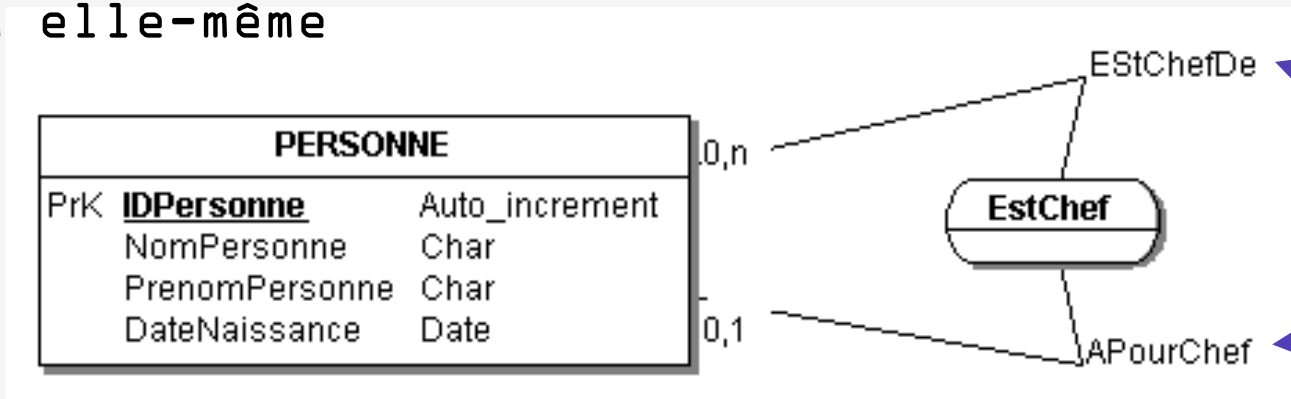 elle-même
EStChefDe
PERSONNE
0,n
PrK IDPersonne Auto_increment
EstChef
NomPersonne Char
PrenomPersonne Char
DateNaissance Date
0,1
APourChef